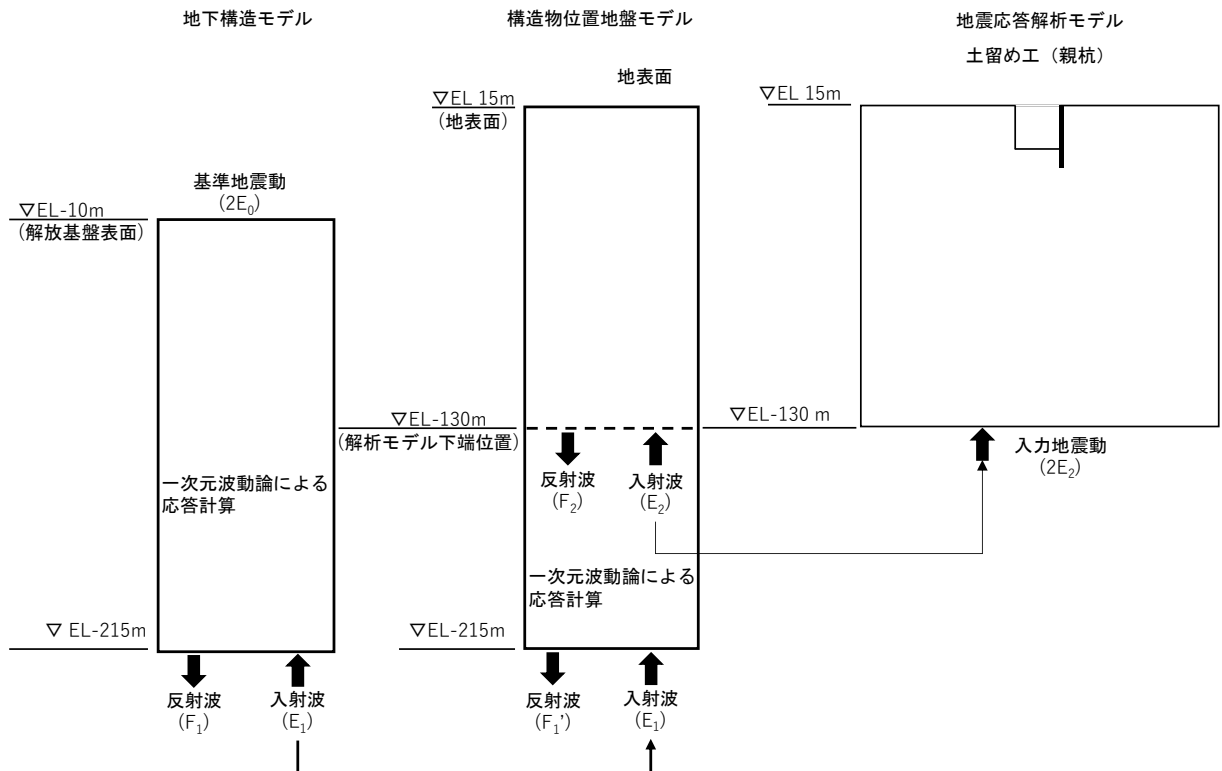 地下構造モデル
基準地震動
(2E₀)
▽EL-10m
(解放基盤表面)
一次元波動論による
応答計算
▽ EL-215m
反射波
(F₁)
入射波
(E₁)
構造物位置地盤モデル
地表面
▽EL 15m
(地表面)
▽EL-130m
(解析モデル下端位置)
反射波
(F₂)
入射波
(E₂)
一次元波動論による
応答計算
▽EL-215m
反射波
(F₁')
入射波
(E₁)
地震応答解析モデル
土留め工（親杭）
▽EL 15m
▽EL-130 m
入力地震動
(2E₂)